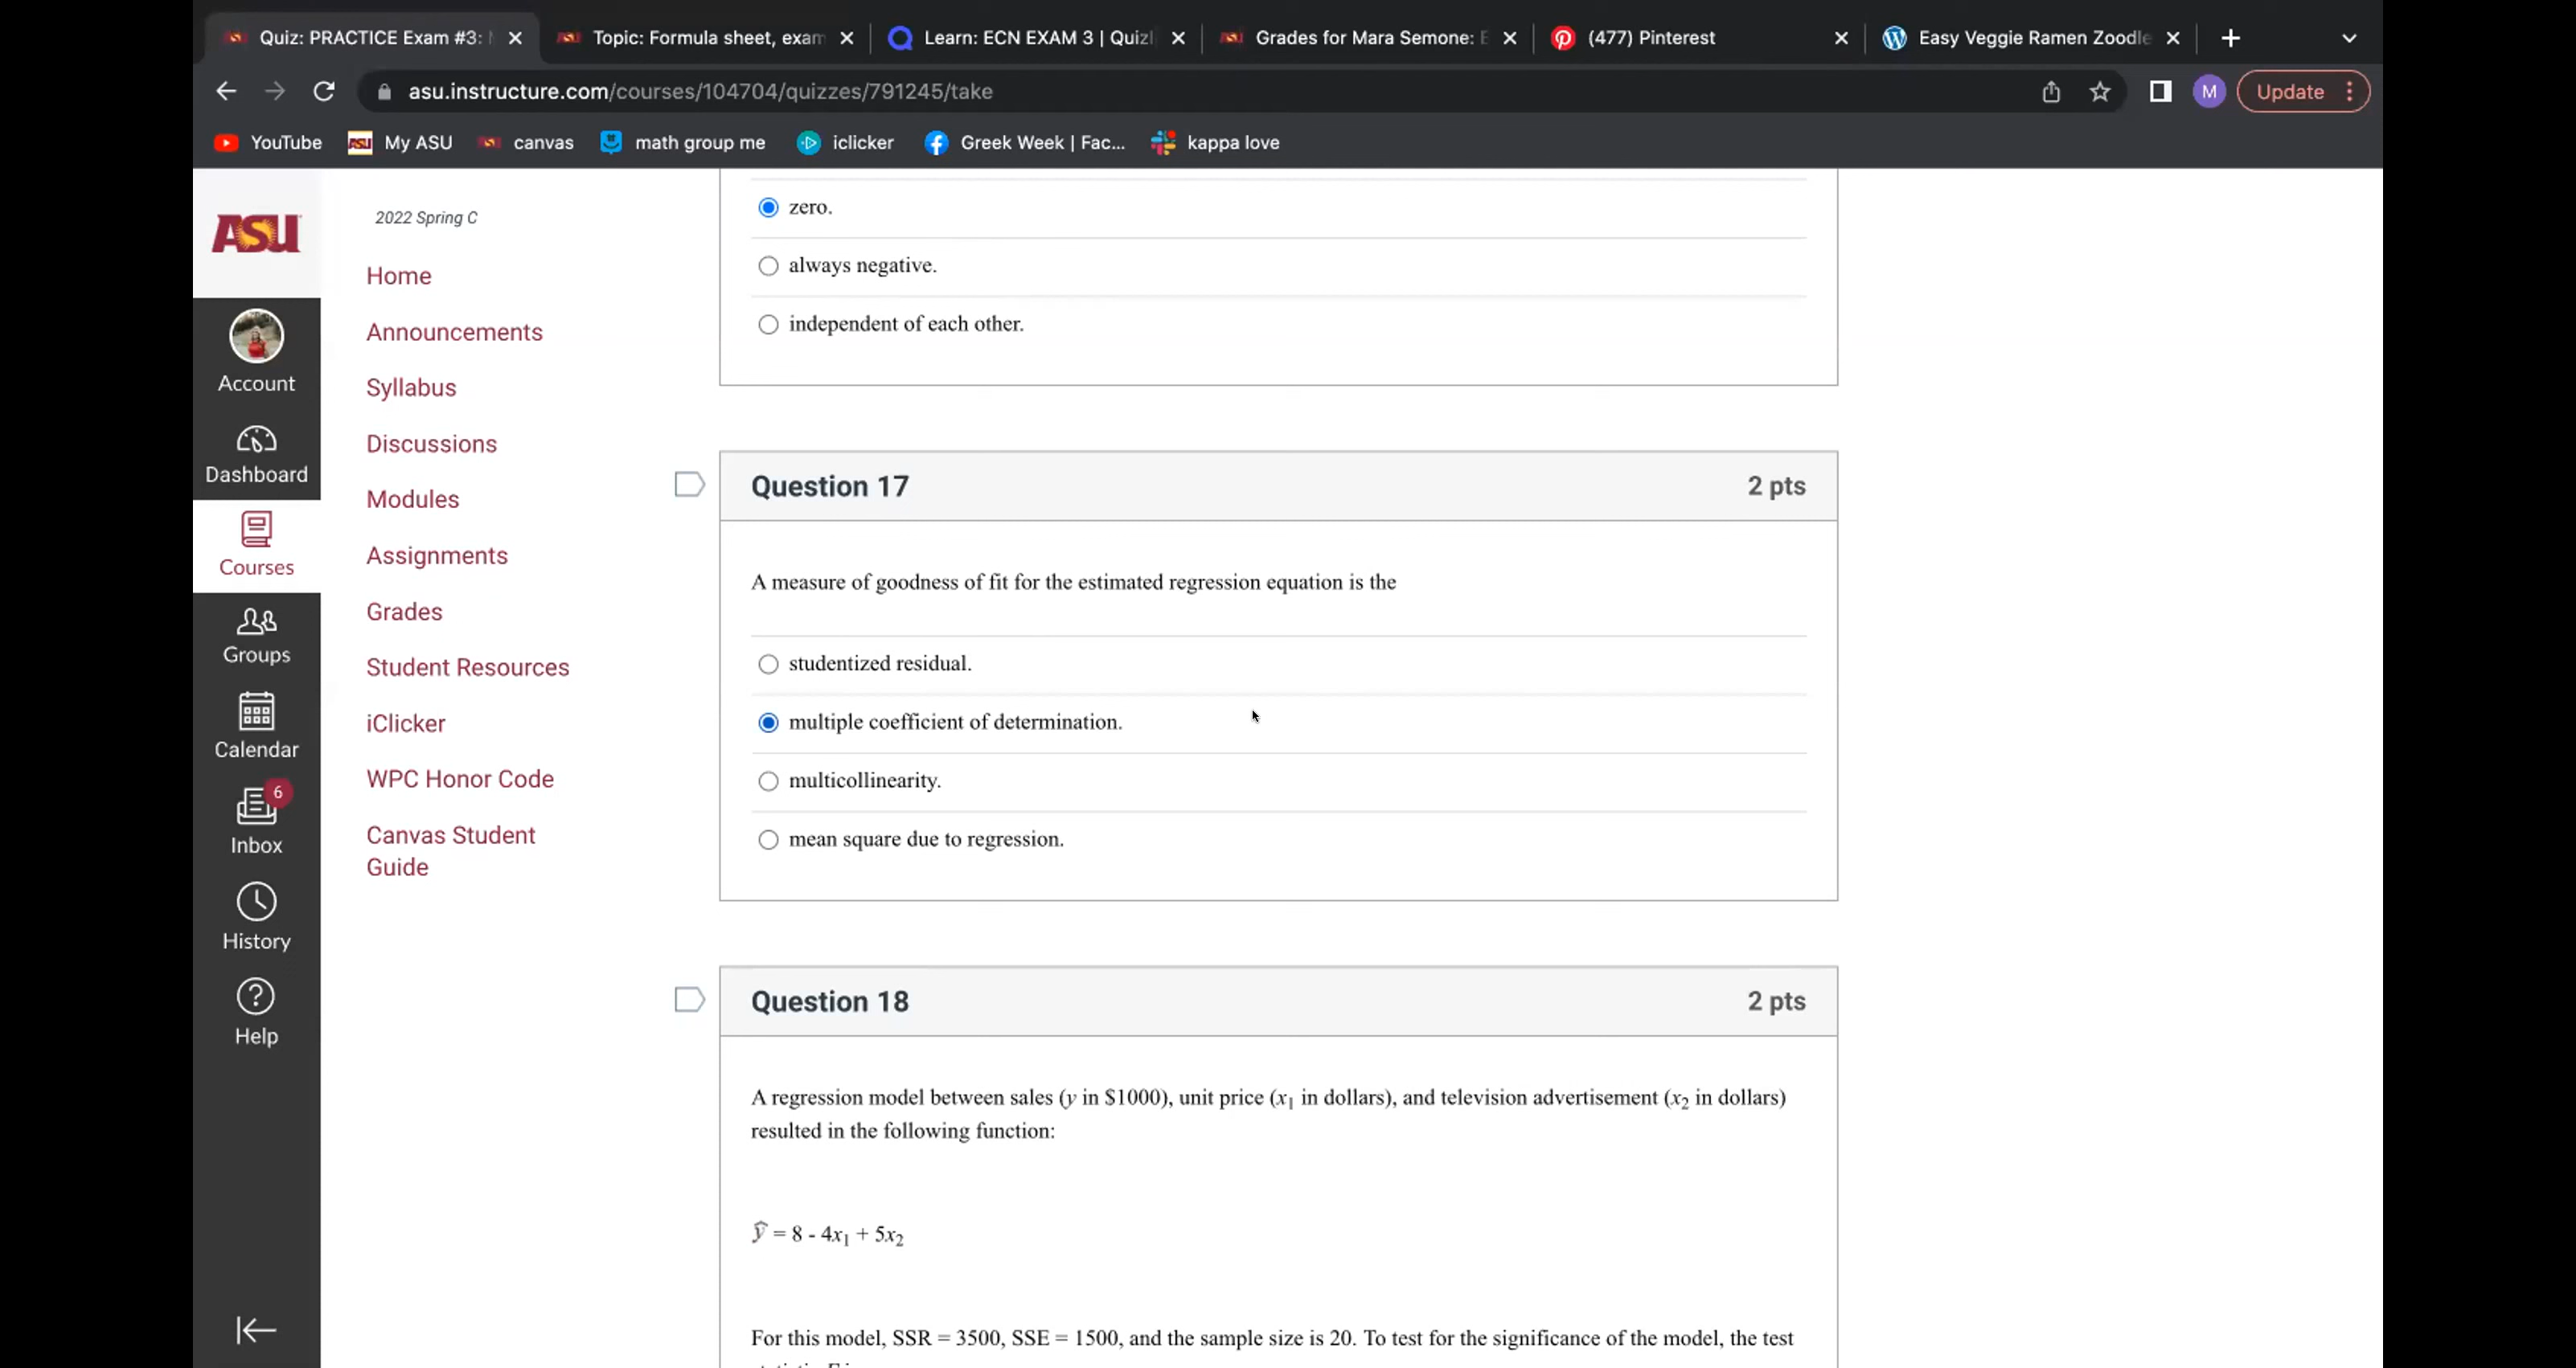 Quiz: PRACTICE Exam #3:
Topic: Formula sheet, exam
Learn: ECN EXAM 3 | Quizl
Grades for Mara Semone: E
(477) Pinterest
Easy Veggie Ramen Zoodle
asu.instructure.com/courses/104704/quizzes/791245/take
M
Update
YouTube
My ASU
canvas
math group me
iclicker
Greek Week | Fac...
kappa love
ASU
Account
Dashboard
Courses
Groups
Calendar
6
Inbox
History
Help
2022 Spring C
Home
Announcements
Syllabus
Discussions
Modules
Assignments
Grades
Student Resources
iClicker
WPC Honor Code
Canvas Student
Guide
zero.
always negative.
independent of each other.
Question 17
2 pts
A measure of goodness of fit for the estimated regression equation is the
studentized residual.
multiple coefficient of determination.
multicollinearity.
mean square due to regression.
Question 18
2 pts
A regression model between sales (y in $1000), unit price (x₁ in dollars), and television advertisement (x₂ in dollars)
resulted in the following function:
ŷ = 8 - 4x₁ + 5x₂
For this model, SSR = 3500, SSE = 1500, and the sample size is 20. To test for the significance of the model, the test